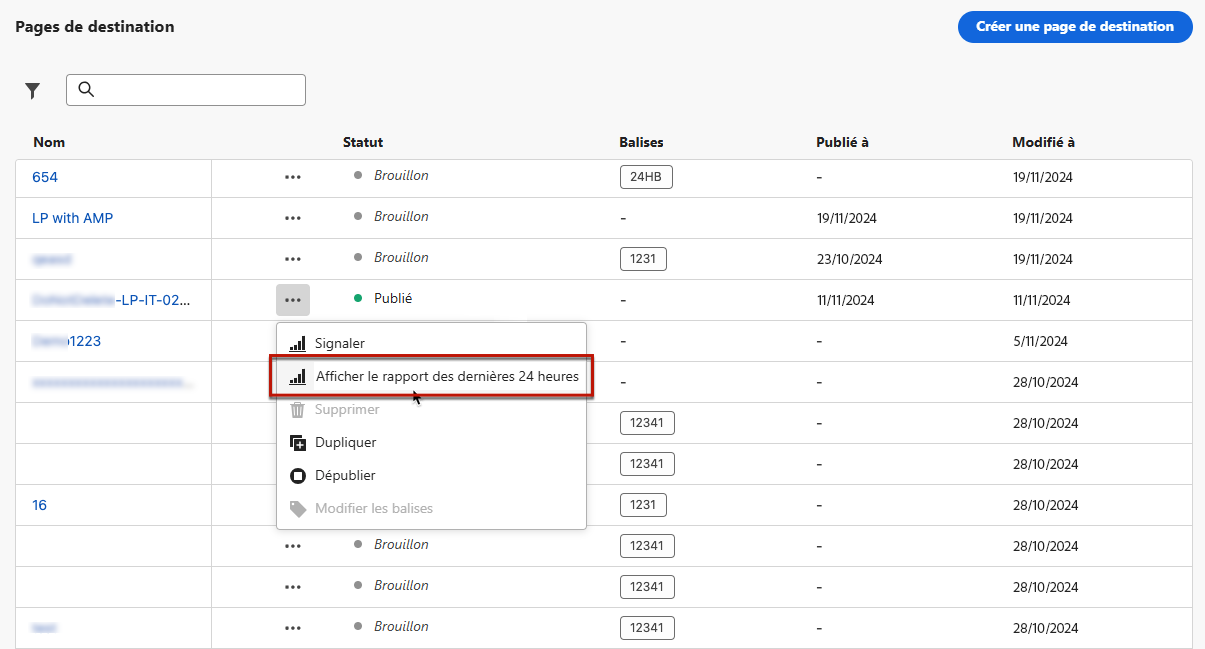 Pages de destination
Créer une page de destination
Nom Statut Balises Publié à Modifié à
654 Brouillon 24HB - 19/11/2024
LP with AMP Brouillon - 19/11/2024 19/11/2024
Brouillon 1231 23/10/2024 19/11/2024
-LP-IT-02... Publié - 11/11/2024 11/11/2024
1223 - - 5/11/2024
Signaler
Afficher le rapport des dernières 24 heures
- - 28/10/2024
Supprimer
12341 - 28/10/2024
Dupliquer
12341 - 28/10/2024
Dépublier
16 1231 - 28/10/2024
Modifier les balises
Brouillon 12341 - 28/10/2024
Brouillon 12341 - 28/10/2024
Brouillon 12341 - 28/10/2024